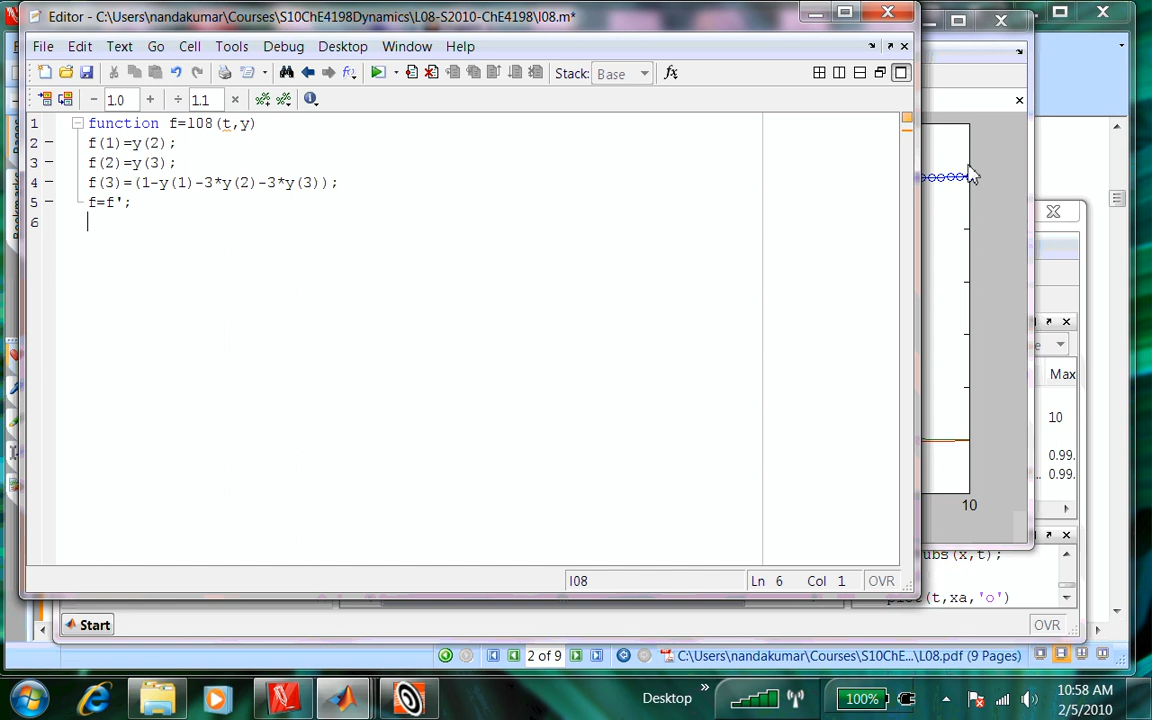 Editor - C:\Users\nandakumar\Courses\S10ChE4198Dynamics\L08-S2010-ChE4198\l08.m*
File Edit Text Go Cell Tools Debug Desktop Window Help
Stack: Base fx
- 1.0 + ÷ 1.1 ×
1 function f=l08(t,y)
2 f(1)=y(2);
3 f(2)=y(3);
4 f(3)=(1-y(1)-3*y(2)-3*y(3));
5 f=f';
6
Max
10
0.99.
0.99.
10
ubs(x,t);
plot(t,xa,'o')
l08 Ln 6 Col 1 OVR
Start OVR
2 of 9 C:\Users\nandakumar\Courses\S10ChE...\L08.pdf (9 Pages)
Desktop » 100% 10:58 AM
2/5/2010